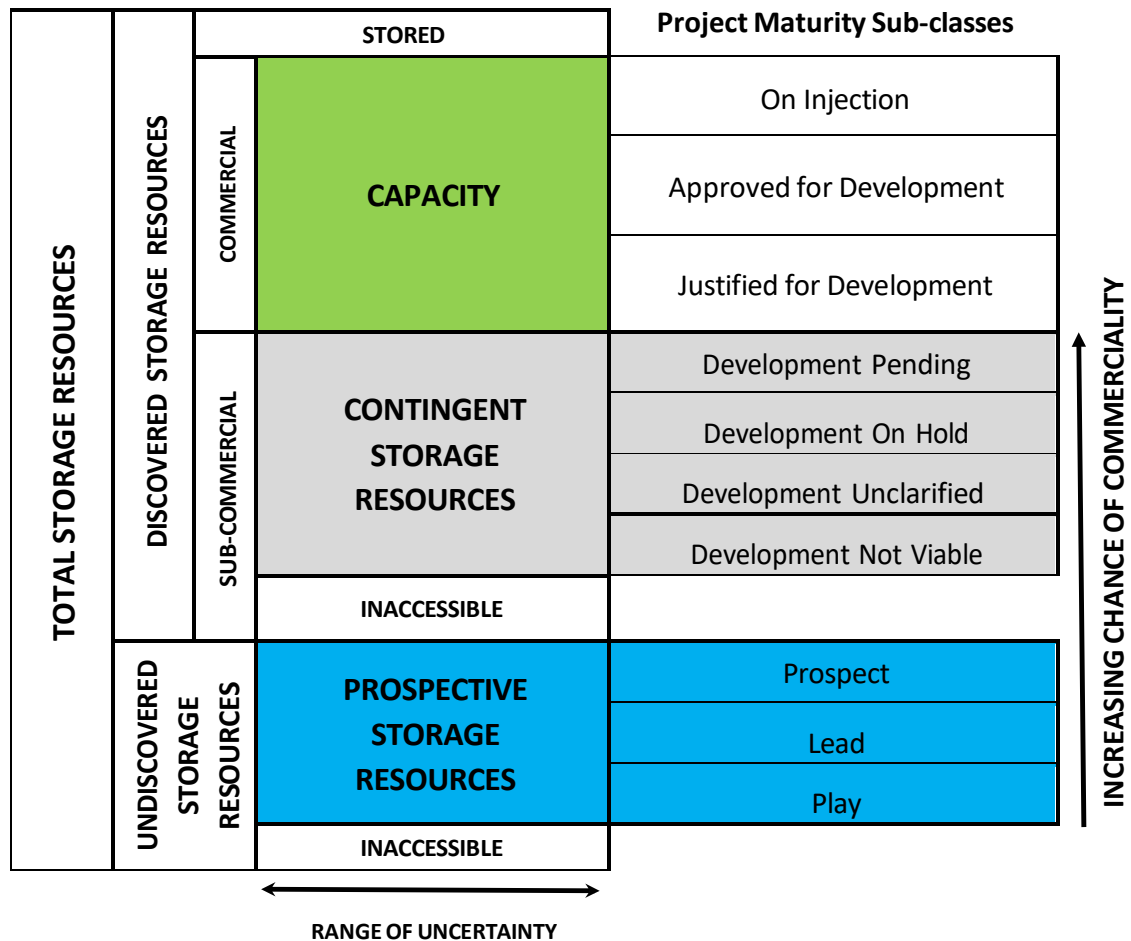 STORED
Project Maturity Sub-classes
TOTAL STORAGE RESOURCES
DISCOVERED STORAGE RESOURCES
COMMERCIAL
CAPACITY
On Injection
Approved for Development
Justified for Development
SUB-COMMERCIAL
CONTINGENT
STORAGE
RESOURCES
Development Pending
Development On Hold
Development Unclarified
Development Not Viable
INACCESSIBLE
UNDISCOVERED
STORAGE
RESOURCES
PROSPECTIVE
STORAGE
RESOURCES
Prospect
Lead
Play
INACCESSIBLE
INCREASING CHANCE OF COMMERCIALITY
RANGE OF UNCERTAINTY